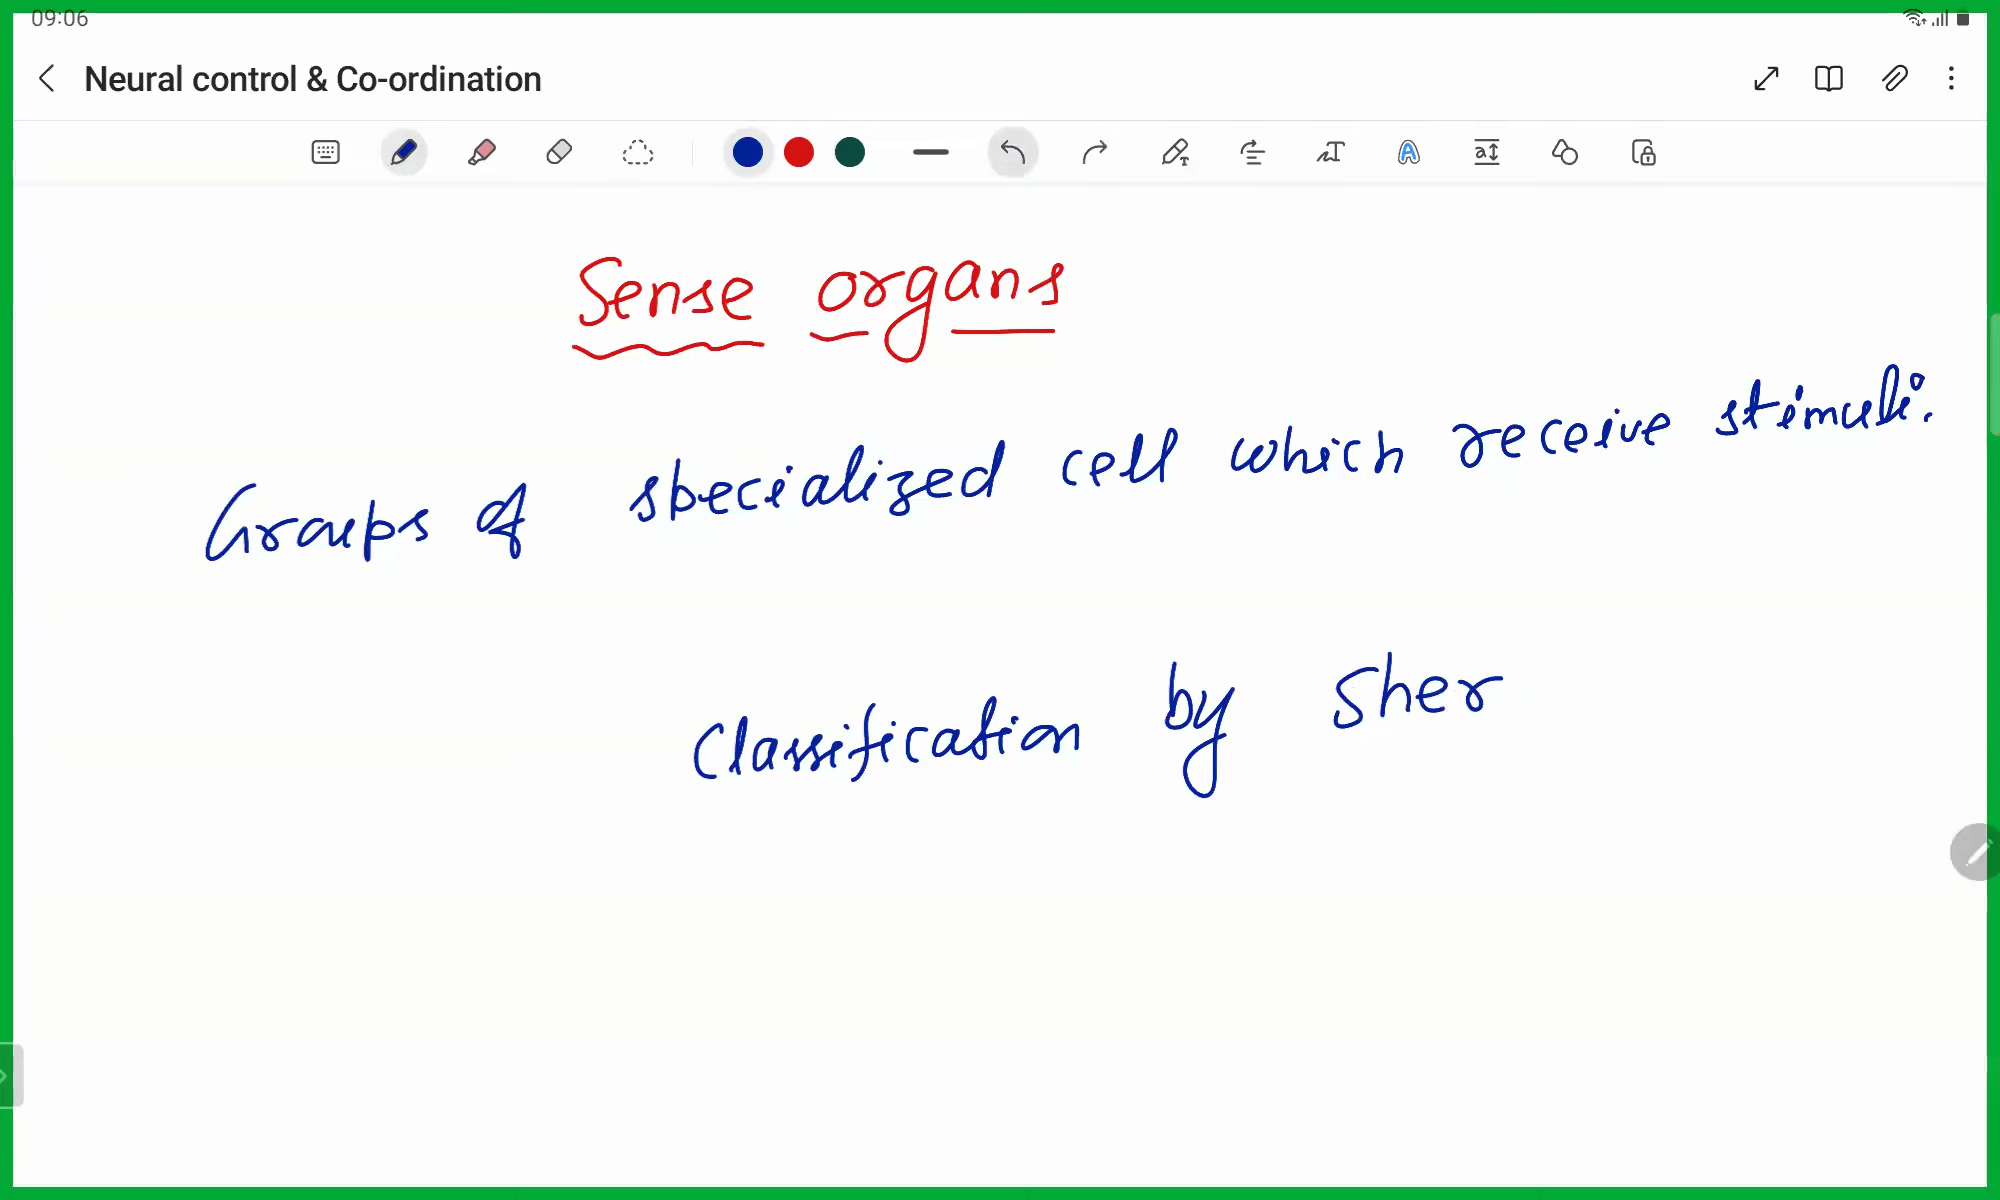 09:06
Neural control & Co-ordination
Sense organs
Groups of specialized cell which receive stimuli.
Classification by Sher